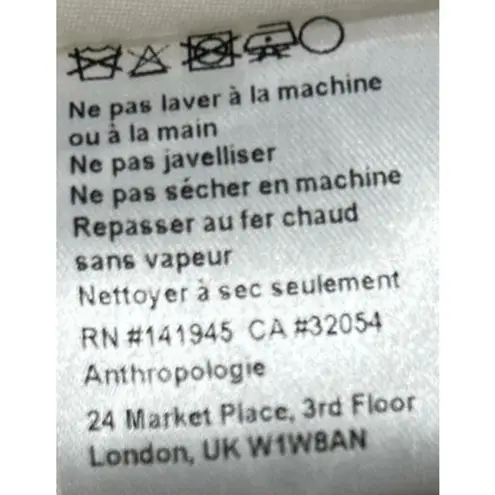 Ne pas laver à la machine
ou à la main
Ne pas javelliser
Ne pas sécher en machine
Repasser au fer chaud
sans vapeur
Nettoyer à sec seulement
RN #141945 CA #32054
Anthropologie
24 Market Place, 3rd Floor
London, UK W1W8AN